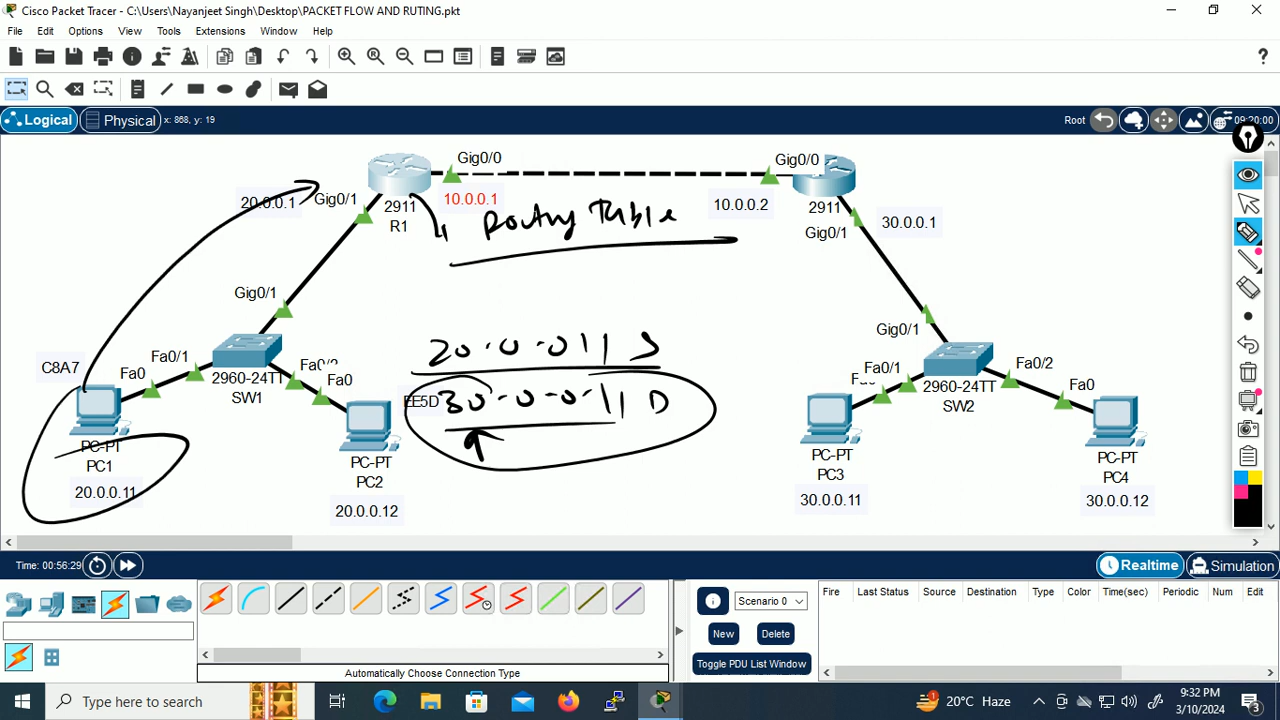 Cisco Packet Tracer - C:\Users\Nayanjeet Singh\Desktop\PACKET FLOW AND RUTING.pkt
File Edit Options View Tools Extensions Window Help
Logical Physical x: 868, y: 19 Root 09:20:00
Gig0/0 Gig0/0
20.0.0.1 Gig0/1 2911 10.0.0.1 10.0.0.2 2911 30.0.0.1
R1 Routing Table Gig0/1
Gig0/1 Gig0/1
20.0.0.11 S
C8A7 Fa0 Fa0/1 2960-24TT Fa0 Fa0/1 2960-24TT Fa0/2 Fa0
SW1 SW2
EE5D 30.0.0.11 D
PC-PT PC-PT PC-PT PC-PT
PC1 PC2 PC3 PC4
20.0.0.11 20.0.0.12 30.0.0.11 30.0.0.12
Time: 00:56:29 Realtime Simulation
Scenario 0 Fire Last Status Source Destination Type Color Time(sec) Periodic Num Edit
New Delete
Toggle PDU List Window
Automatically Choose Connection Type
Type here to search 20°C Haze 9:32 PM
3/10/2024
1
3